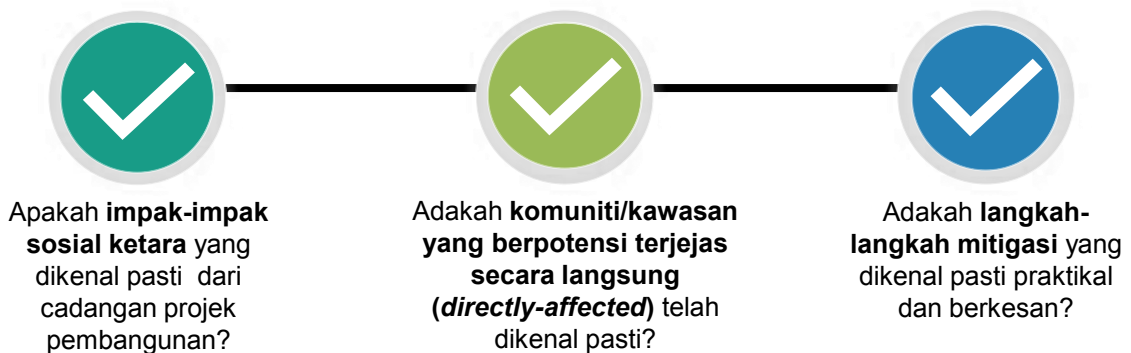 Apakah impak-impak
sosial ketara yang
dikenal pasti dari
cadangan projek
pembangunan?
Adakah komuniti/kawasan
yang berpotensi terjejas
secara langsung
(directly-affected) telah
dikenal pasti?
Adakah langkah-
langkah mitigasi yang
dikenal pasti praktikal
dan berkesan?